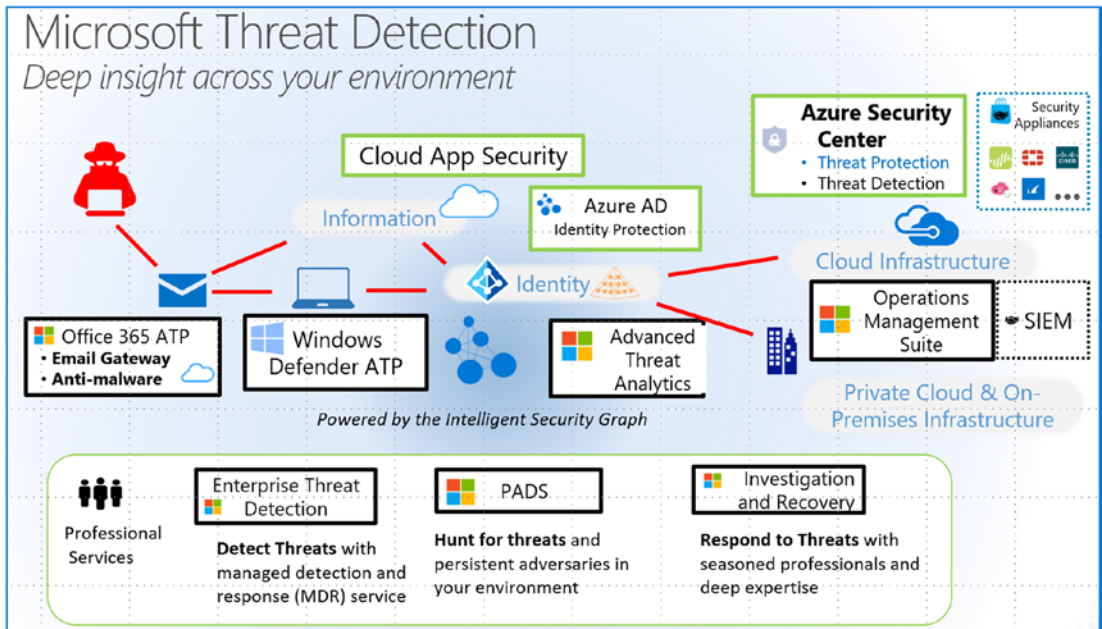 Microsoft Threat Detection
Deep insight across your environment
Cloud App Security
Azure Security
Center
• Threat Protection
• Threat Detection
Security
Appliances
CISCO
Information
Azure AD
Identity Protection
Identity
Cloud Infrastructure
Office 365 ATP
• Email Gateway
• Anti-malware
Windows
Defender ATP
Advanced
Threat
Analytics
Operations
Management
Suite
SIEM
Private Cloud & On-
Premises Infrastructure
Powered by the Intelligent Security Graph
Professional
Services
Enterprise Threat
Detection
Detect Threats with
managed detection and
response (MDR) service
PADS
Hunt for threats and
persistent adversaries in
your environment
Investigation
and Recovery
Respond to Threats with
seasoned professionals and
deep expertise